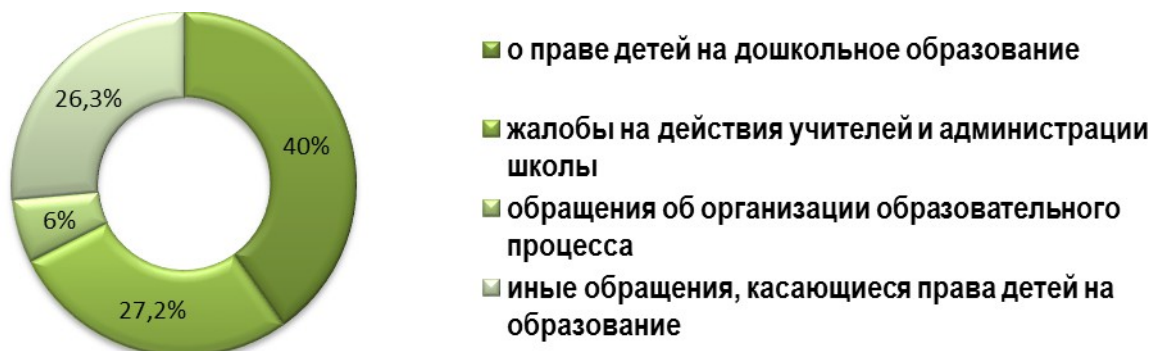 о праве детей на дошкольное образование
жалобы на действия учителей и администрации
школы
обращения об организации образовательного
процесса
иные обращения, касающиеся права детей на
образование
26,3%
40%
6%
27,2%